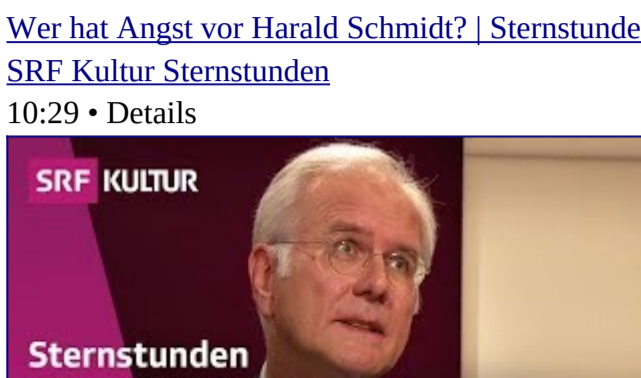 Wer hat Angst vor Harald Schmidt? | Sternstunde
SRF Kultur Sternstunden
10:29 • Details
SRF KULTUR
Sternstunden